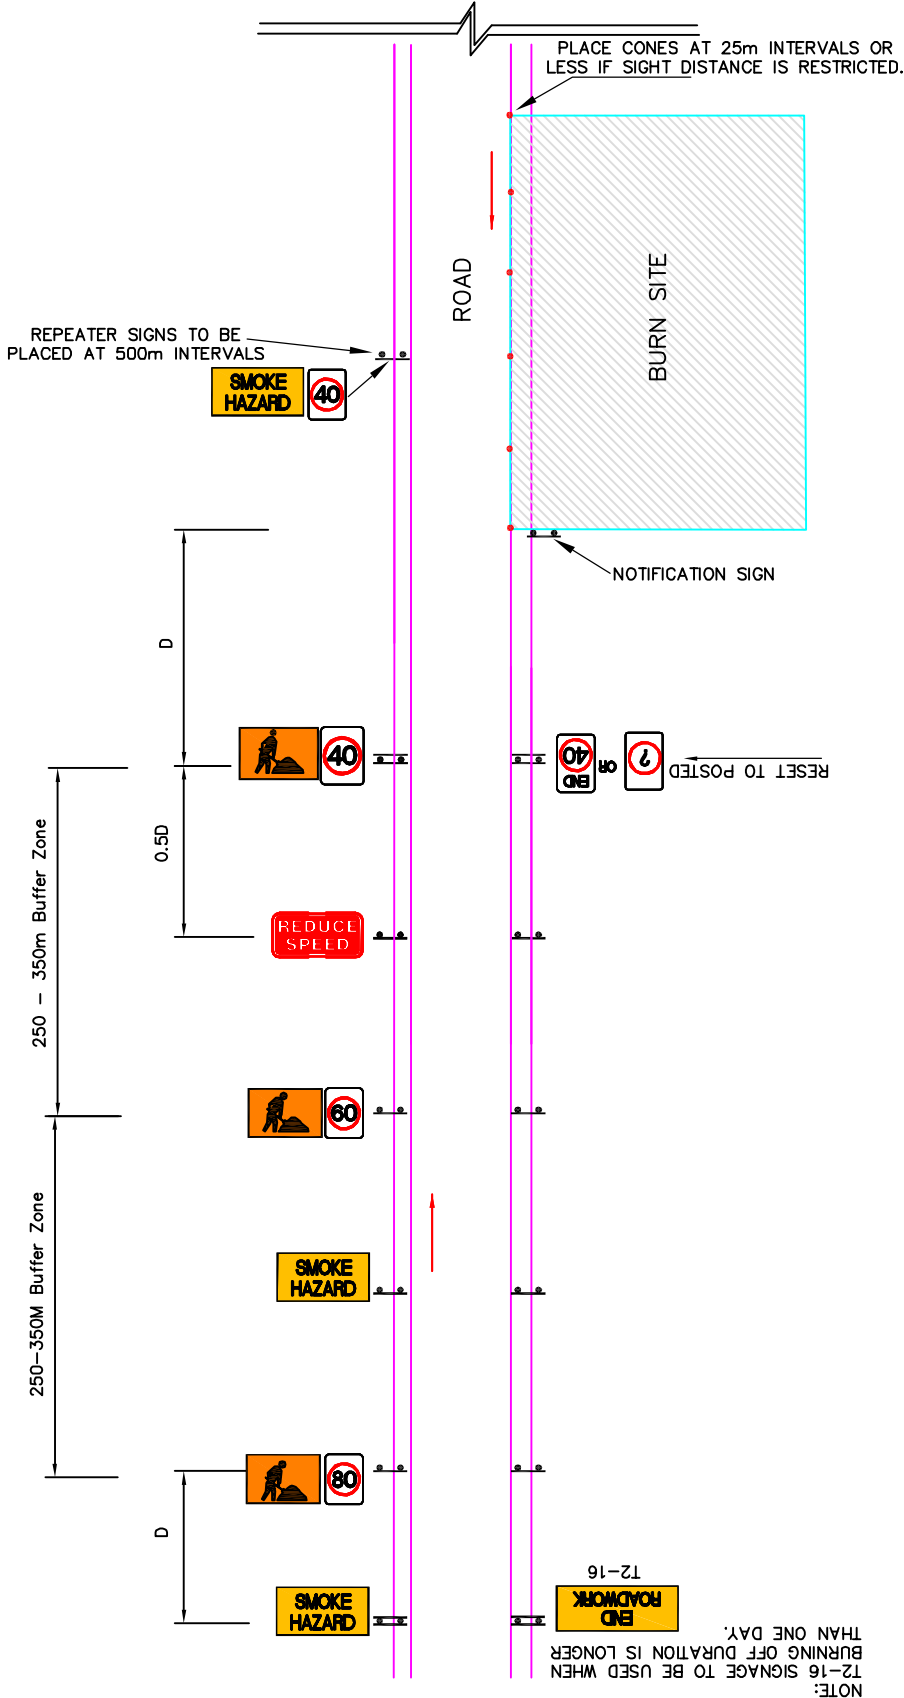 PLACE CONES AT 25m INTERVALS OR
LESS IF SIGHT DISTANCE IS RESTRICTED.
ROAD
BURN SITE
REPEATER SIGNS TO BE
PLACED AT 500m INTERVALS
SMOKE
HAZARD
40
NOTIFICATION SIGN
D
40
END
40
OR
?
RESET TO POSTED
0.5D
250 - 350m Buffer Zone
REDUCE
SPEED
60
250-350M Buffer Zone
SMOKE
HAZARD
80
D
SMOKE
HAZARD
END
ROADWORK
T2-16
NOTE:
T2-16 SIGNAGE TO BE USED WHEN
BURNING OFF DURATION IS LONGER
THAN ONE DAY.